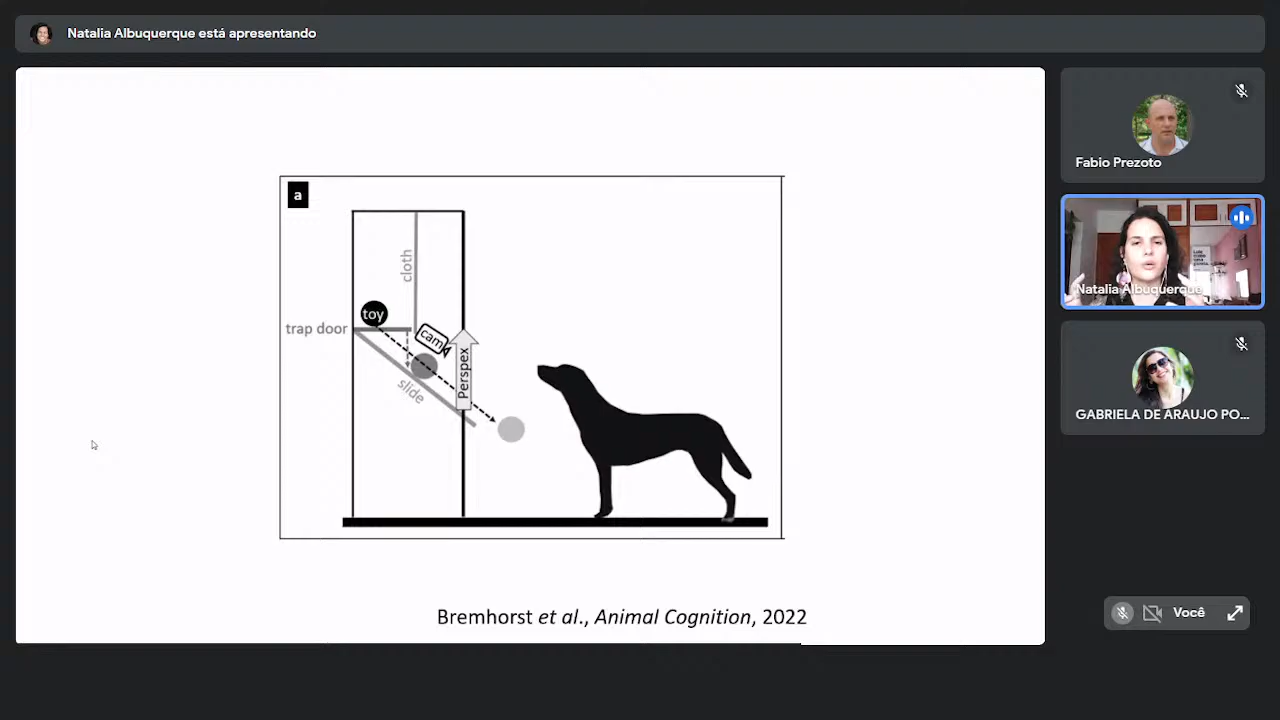 Natalia Albuquerque está apresentando
a
cloth
toy
trap door
cam
Perspex
slide
Bremhorst et al., Animal Cognition, 2022
Fabio Prezoto
Natalia Albuquerque
GABRIELA DE ARAUJO PO...
Você